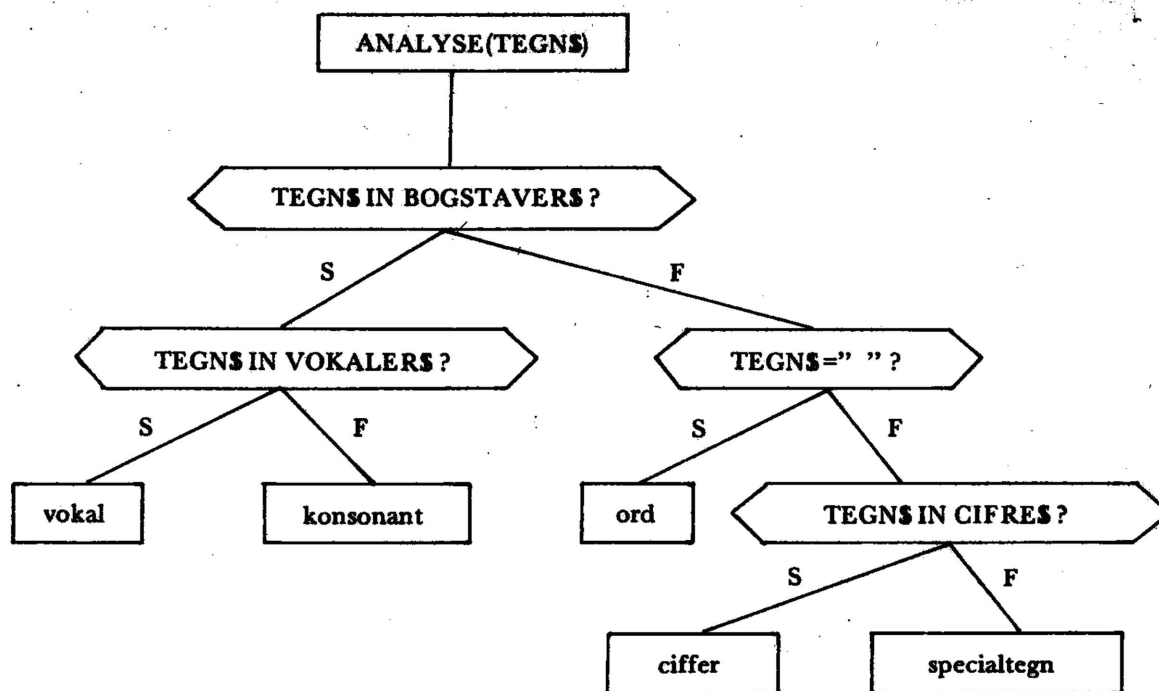 ANALYSE(TEGN$)
TEGN$ IN BOGSTAVER$ ?
S
F
TEGN$ IN VOKALER$ ?
TEGN$=” ” ?
S
F
S
F
vokal
konsonant
ord
TEGN$ IN CIFRE$ ?
S
F
ciffer
specialtegn